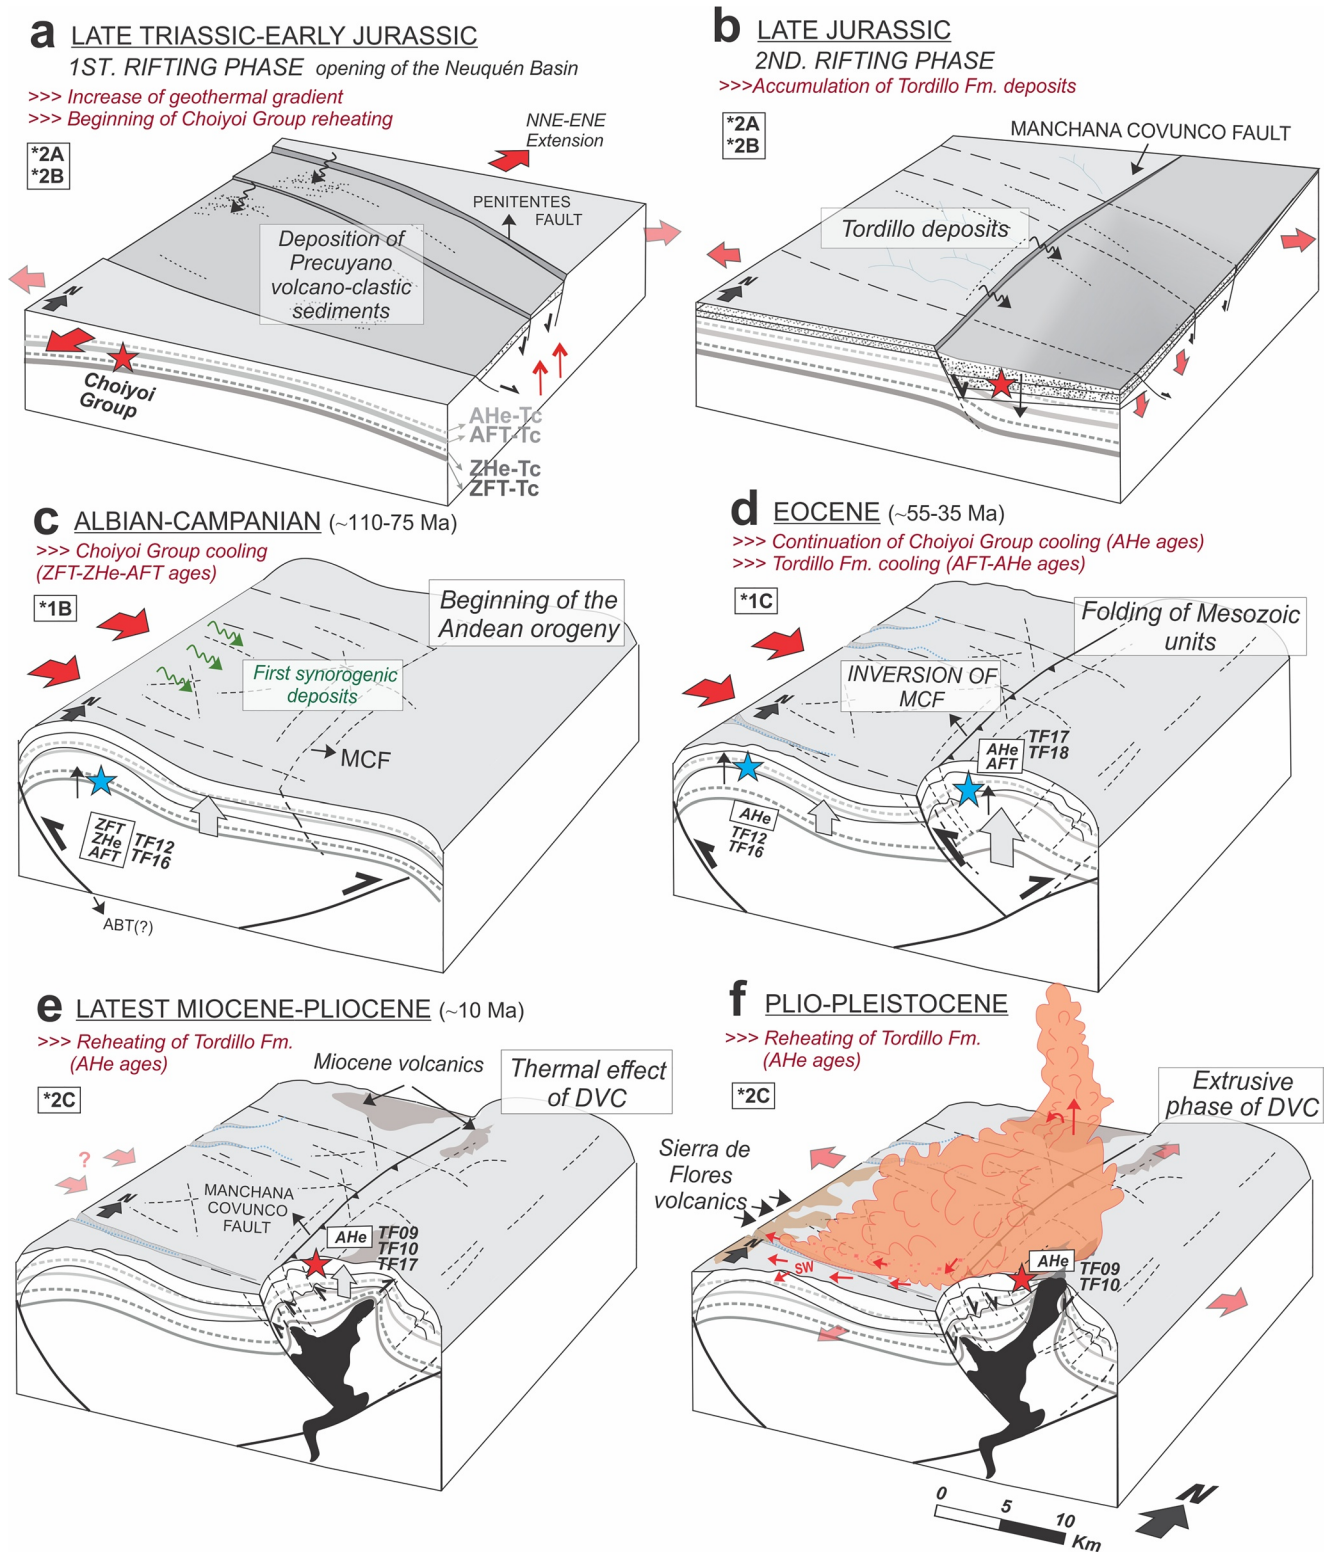 a LATE TRIASSIC-EARLY JURASSIC
1ST. RIFTING PHASE opening of the Neuquén Basin
>>> Increase of geothermal gradient
>>> Beginning of Choiyoi Group reheating
*2A
*2B
NNE-ENE
Extension
PENITENTES
FAULT
Deposition of
Precuyano
volcano-clastic
sediments
N
Choiyoi
Group
AHe-Tc
AFT-Tc
ZHe-Tc
ZFT-Tc
b LATE JURASSIC
2ND. RIFTING PHASE
>>>Accumulation of Tordillo Fm. deposits
*2A
*2B
MANCHANA COVUNCO FAULT
Tordillo deposits
N
c ALBIAN-CAMPANIAN (~110-75 Ma)
>>> Choiyoi Group cooling
(ZFT-ZHe-AFT ages)
*1B
Beginning of the
Andean orogeny
First synorogenic
deposits
N
MCF
ZFT
ZHe
AFT
TF12
TF16
ABT(?)
d EOCENE (~55-35 Ma)
>>> Continuation of Choiyoi Group cooling (AHe ages)
>>> Tordillo Fm. cooling (AFT-AHe ages)
*1C
Folding of Mesozoic
units
INVERSION OF
MCF
N
AHe
AFT
TF17
TF18
AHe
TF12
TF16
e LATEST MIOCENE-PLIOCENE (~10 Ma)
>>> Reheating of Tordillo Fm.
(AHe ages)
*2C
Miocene volcanics
Thermal effect
of DVC
?
N
MANCHANA
COVUNCO
FAULT
AHe
TF09
TF10
TF17
f PLIO-PLEISTOCENE
>>> Reheating of Tordillo Fm.
(AHe ages)
*2C
Extrusive
phase of DVC
Sierra de
Flores
volcanics
N
SW
AHe
TF09
TF10
0 5 10
Km
N